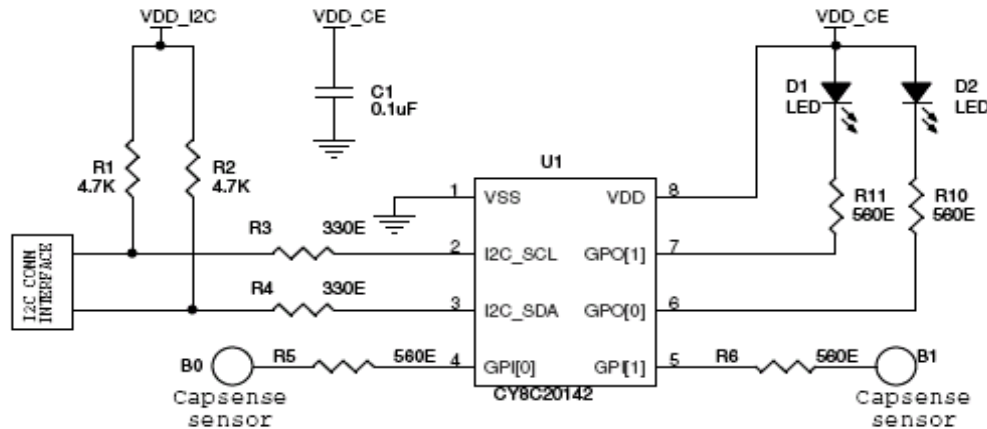 VDD_I2C
VDD_CE
VDD_CE
D1
LED
D2
LED
C1
0.1uF
R1
4.7K
R2
4.7K
U1
1
VSS
VDD
8
R11
560E
R10
560E
R3
330E
2
I2C_SCL
GPO[1]
7
I2C COMM
INTERFACE
R4
330E
3
I2C_SDA
GPO[0]
6
B0
R5
560E
4
GPI[0]
GPI[1]
5
R6
560E
B1
CY8C20142
Capsense
sensor
Capsense
sensor